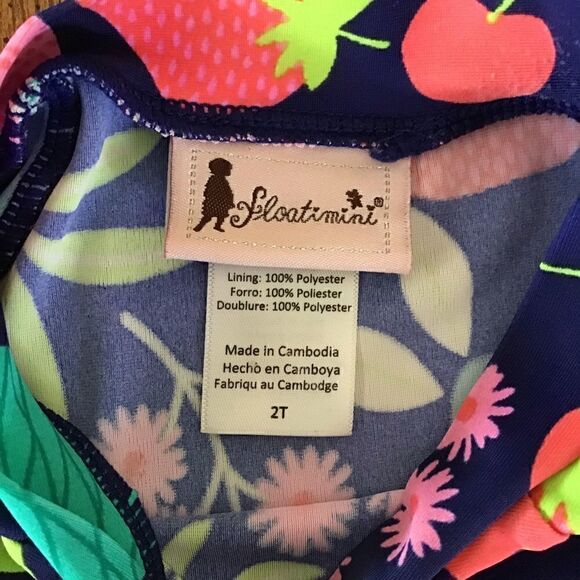 Floatimini®
Lining: 100% Polyester
Forro: 100% Poliester
Doublure: 100% Polyester
Made in Cambodia
Hecho en Camboya
Fabriqu au Cambodge
2T